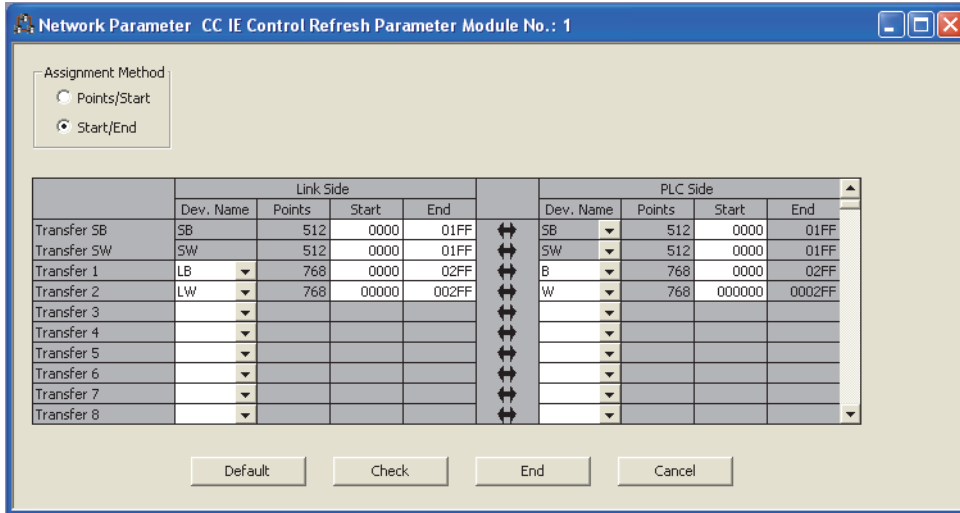 Network Parameter CC IE Control Refresh Parameter Module No.: 1
Assignment Method
Points/Start
Start/End
Link Side PLC Side
Dev. Name Points Start End Dev. Name Points Start End
Transfer SB SB 512 0000 01FF SB 512 0000 01FF
Transfer SW SW 512 0000 01FF SW 512 0000 01FF
Transfer 1 LB 768 0000 02FF B 768 0000 02FF
Transfer 2 LW 768 00000 002FF W 768 000000 0002FF
Transfer 3
Transfer 4
Transfer 5
Transfer 6
Transfer 7
Transfer 8
Default Check End Cancel